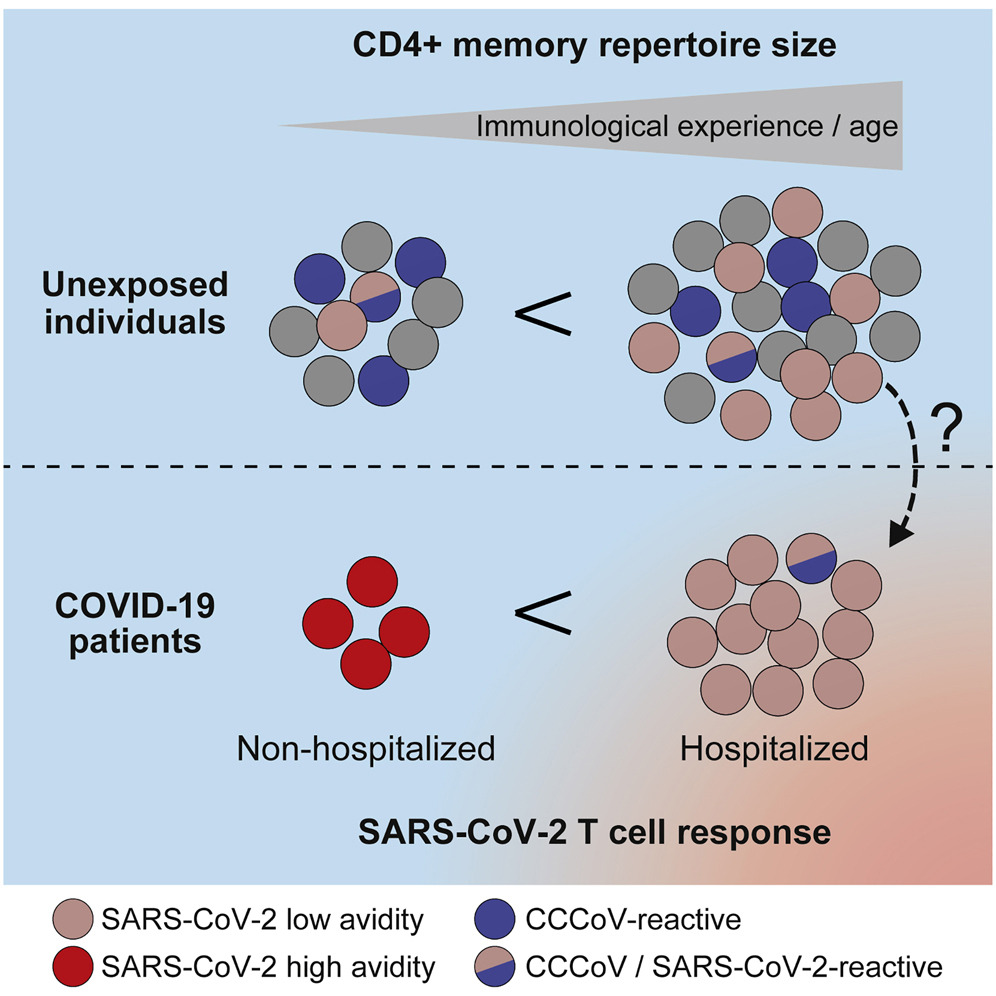 CD4+ memory repertoire size
Immunological experience / age
Unexposed
individuals
<
?
COVID-19
patients
<
Non-hospitalized
Hospitalized
SARS-CoV-2 T cell response
SARS-CoV-2 low avidity
CCCoV-reactive
SARS-CoV-2 high avidity
CCCoV / SARS-CoV-2-reactive